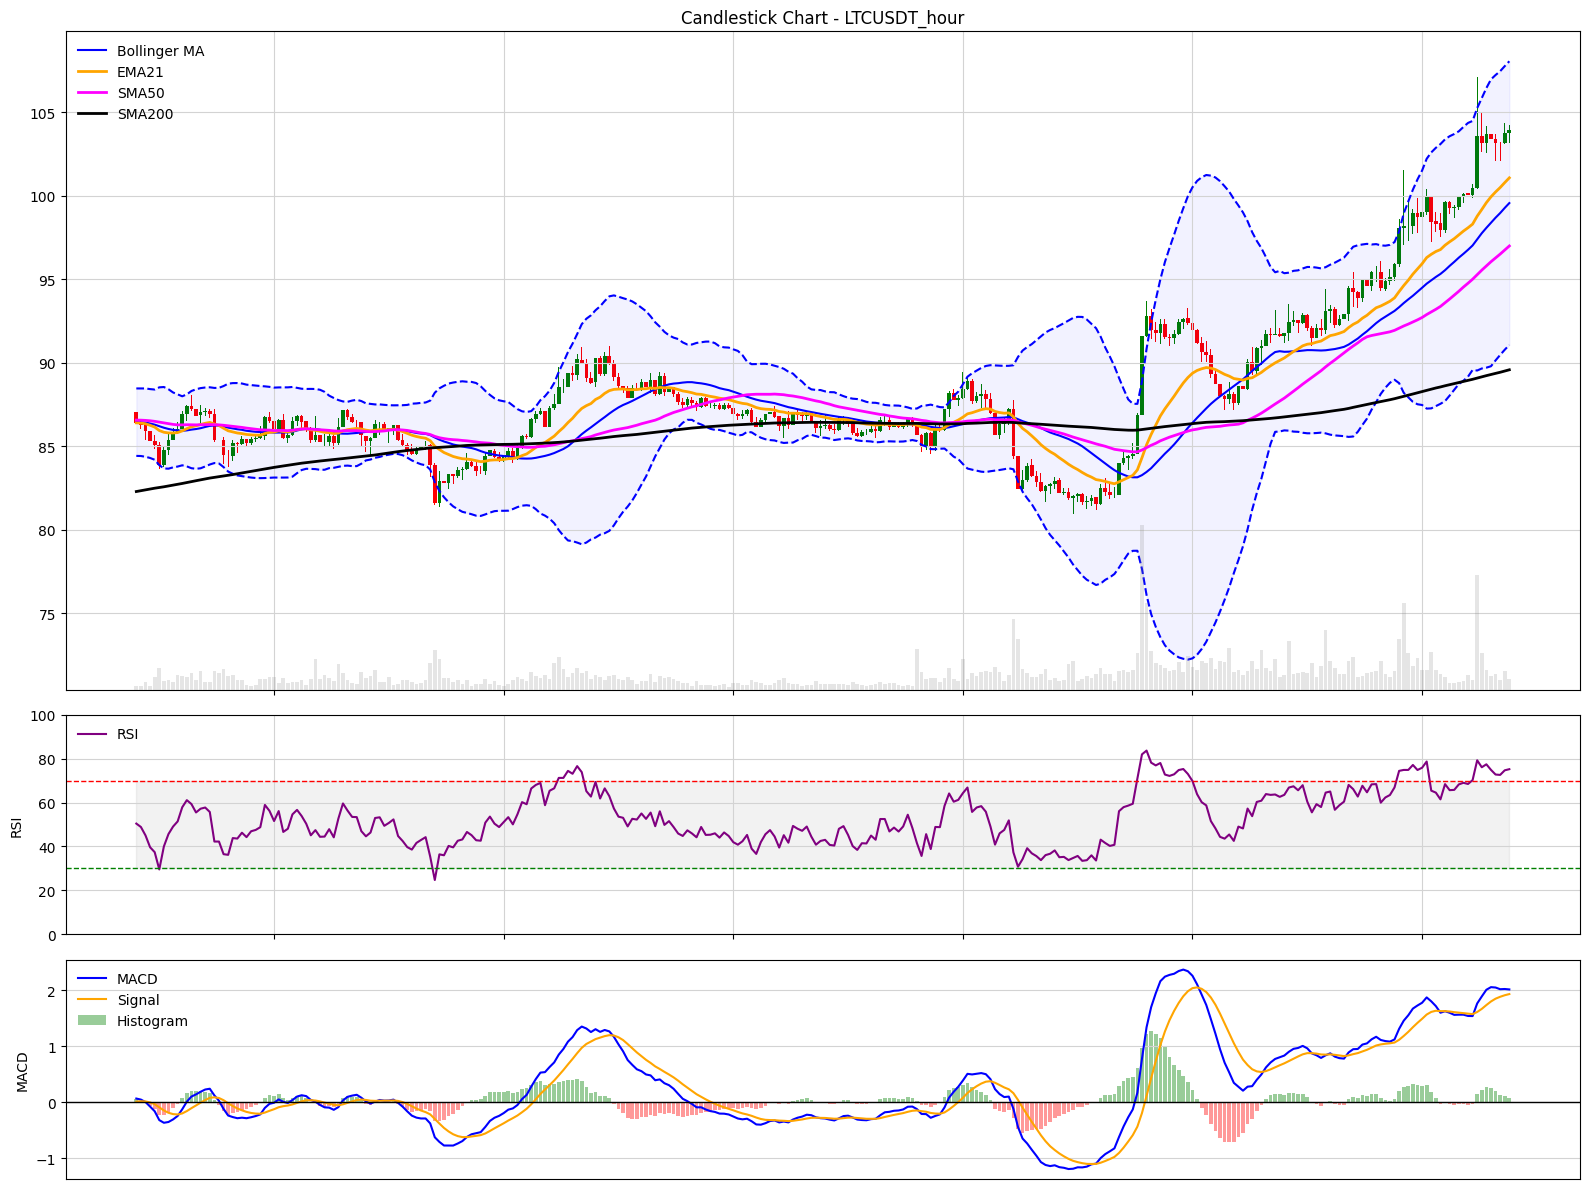 Candlestick Chart - LTCUSDT_hour
Bollinger MA
EMA21
SMA50
SMA200
105
100
95
90
85
80
75
RSI
100
80
60
40
20
0
RSI
MACD
Signal
Histogram
2
1
0
−1
MACD